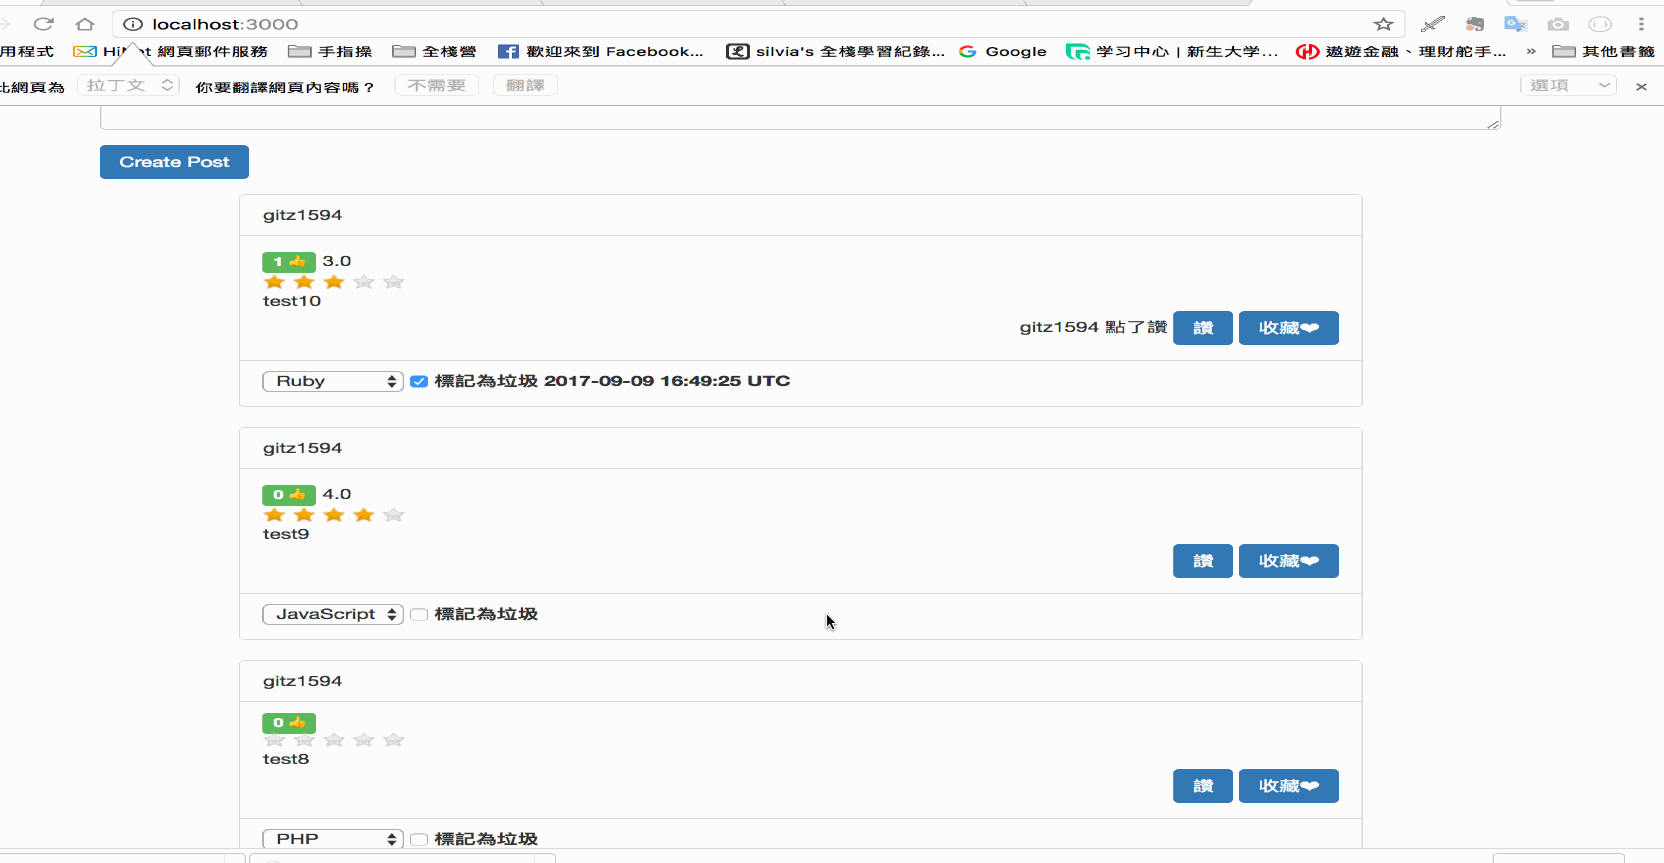 localhost:3000
用程式 HiNet 網頁郵件服務 手指操 全棧營 歡迎來到 Facebook... silvia's 全棧學習紀錄... Google 学习中心 | 新生大学... 遨遊金融、理財舵手... » 其他書籤
此網頁為 拉丁文 你要翻譯網頁內容嗎？ 不需要 翻譯 選項 ×
Create Post
gitz1594
1 3.0
test10
gitz1594 點了讚 讚 收藏❤
Ruby 標記為垃圾 2017-09-09 16:49:25 UTC
gitz1594
0 4.0
test9
讚 收藏❤
JavaScript 標記為垃圾
gitz1594
0
test8
讚 收藏❤
PHP 標記為垃圾